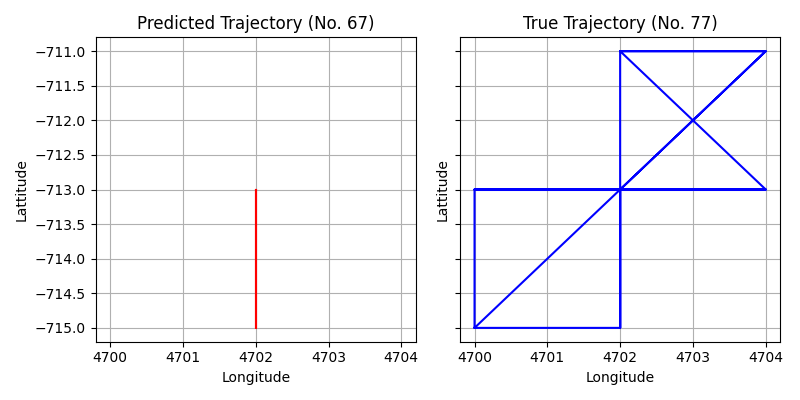 Predicted Trajectory (No. 67)
True Trajectory (No. 77)
−711.0
−711.5
−712.0
−712.5
−713.0
−713.5
−714.0
−714.5
−715.0
Lattitude
Lattitude
4700 4701 4702 4703 4704
4700 4701 4702 4703 4704
Longitude
Longitude